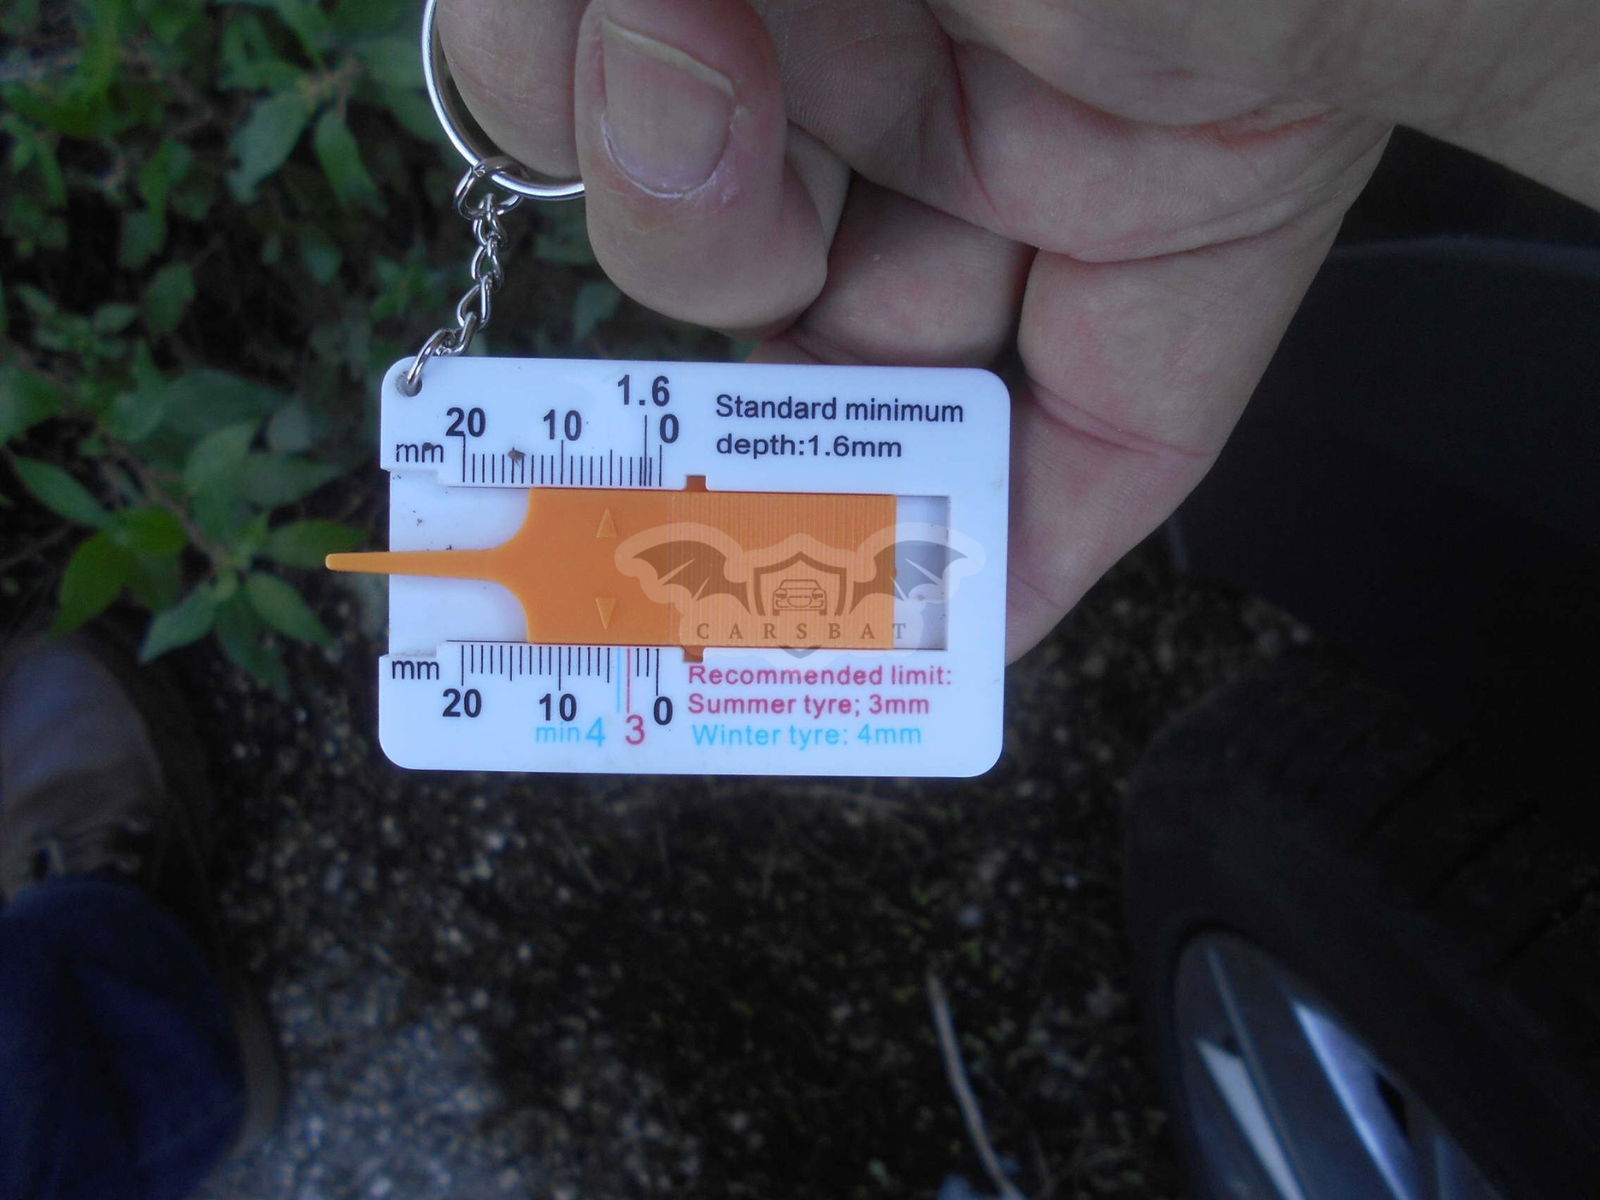 1.6
20 10 0
mm
Standard minimum
depth:1.6mm
CARSBAT
mm
20 10 0
min 4 3
Recommended limit:
Summer tyre; 3mm
Winter tyre: 4mm